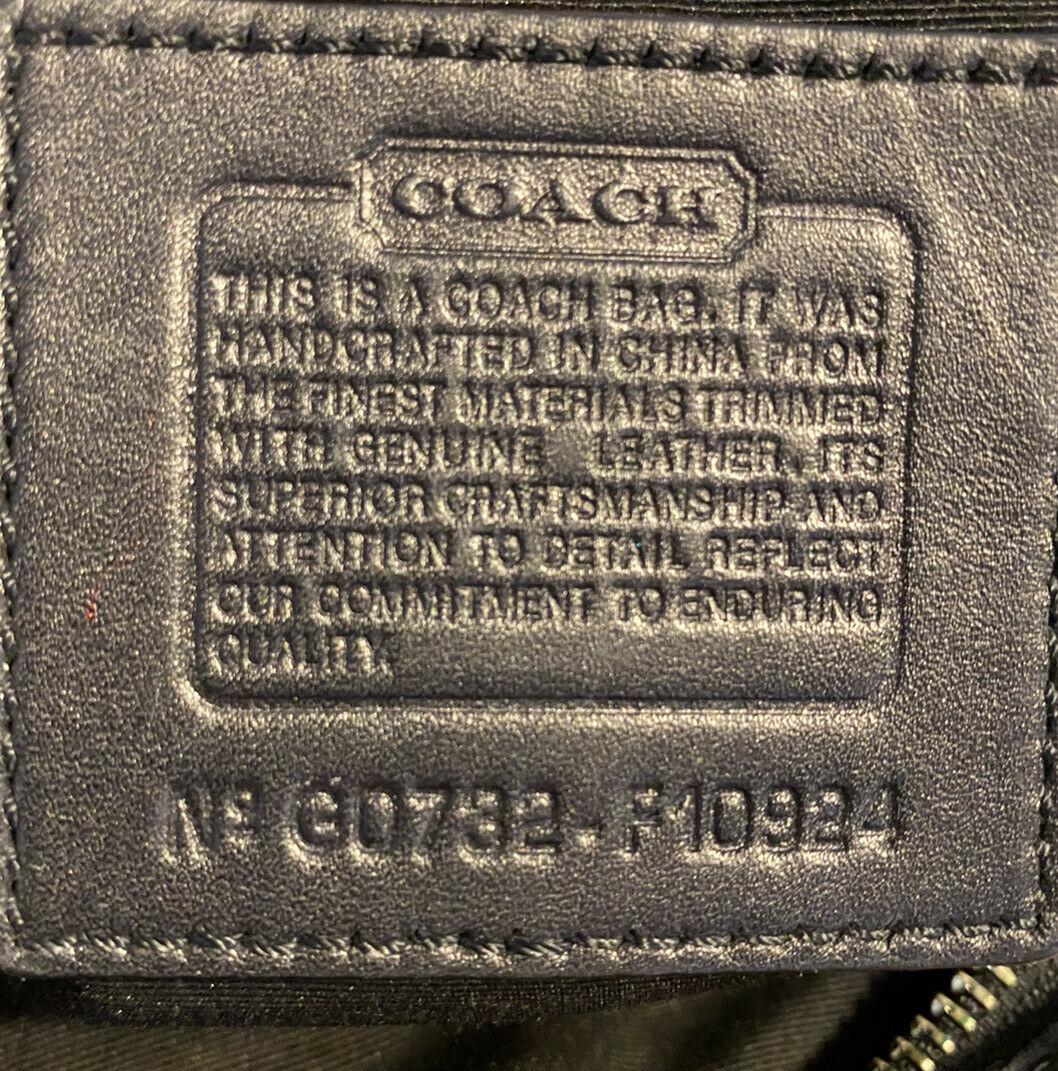 COACH
THIS IS A COACH BAG. IT WAS
HANDCRAFTED IN CHINA FROM
THE FINEST MATERIALS TRIMMED
WITH GENUINE LEATHER. ITS
SUPERIOR CRAFTSMANSHIP AND
ATTENTION TO DETAIL REFLECT
OUR COMMITMENT TO ENDURING
QUALITY.
Nº G0732-F10924